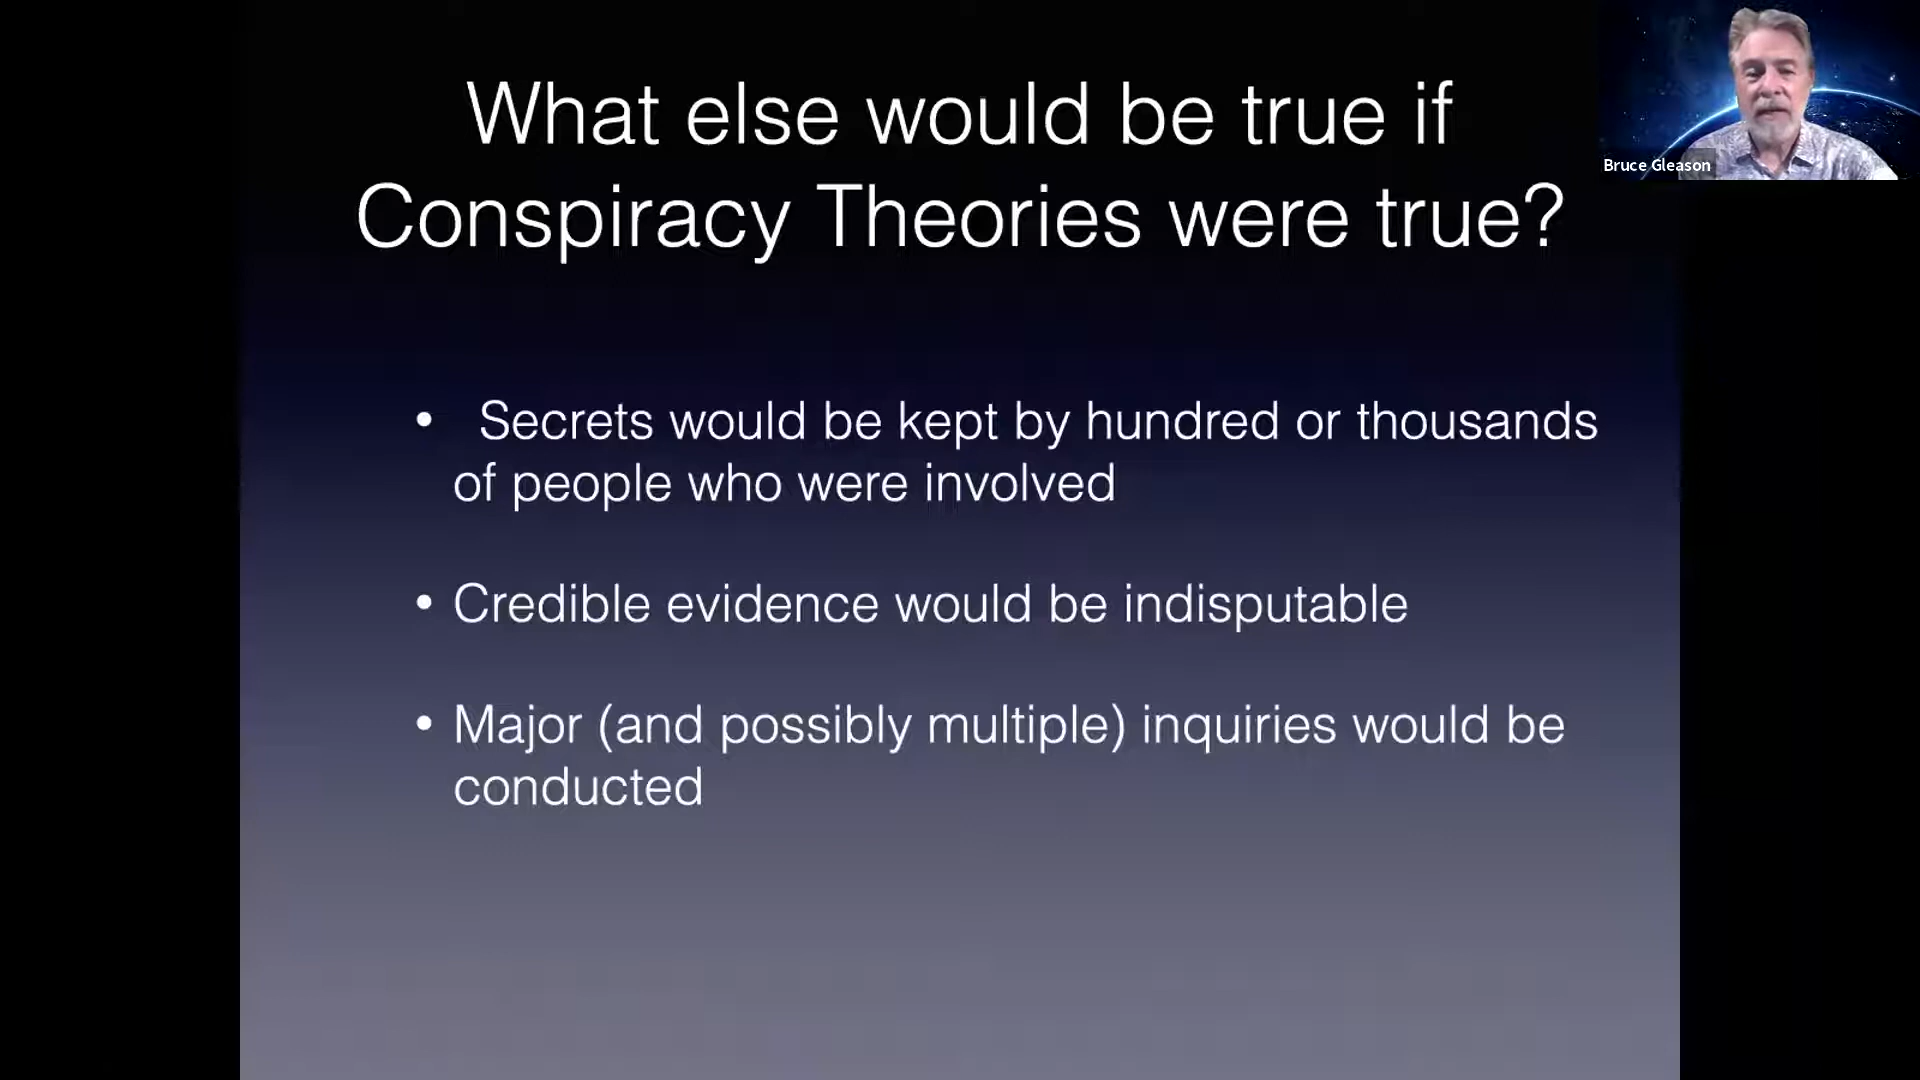 What else would be true if
Conspiracy Theories were true?
Bruce Gleason
• Secrets would be kept by hundred or thousands
of people who were involved
• Credible evidence would be indisputable
• Major (and possibly multiple) inquiries would be
conducted